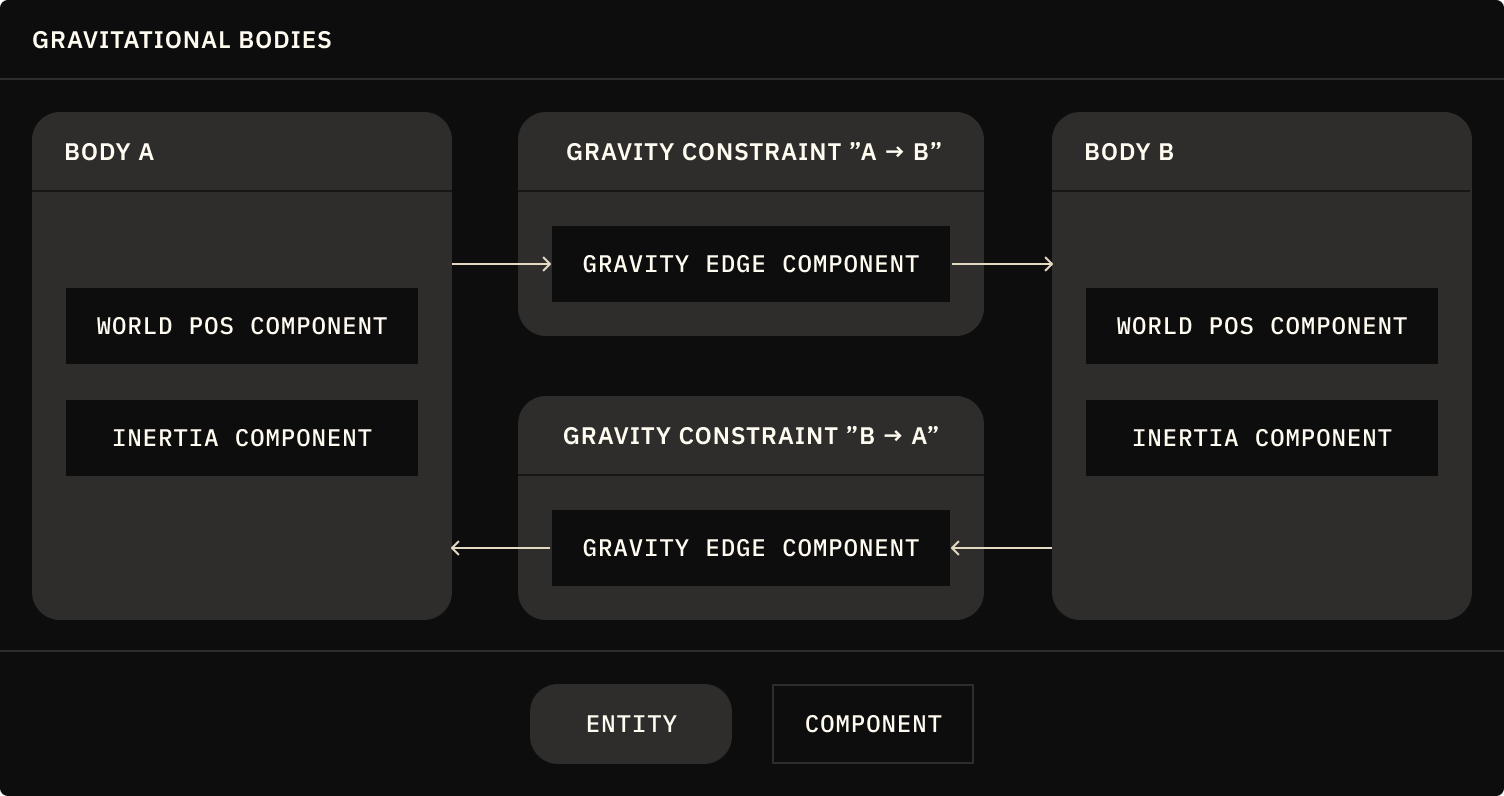 GRAVITATIONAL BODIES
BODY A
GRAVITY CONSTRAINT ”A → B”
BODY B
GRAVITY EDGE COMPONENT
WORLD POS COMPONENT
WORLD POS COMPONENT
INERTIA COMPONENT
GRAVITY CONSTRAINT ”B → A”
INERTIA COMPONENT
GRAVITY EDGE COMPONENT
ENTITY
COMPONENT